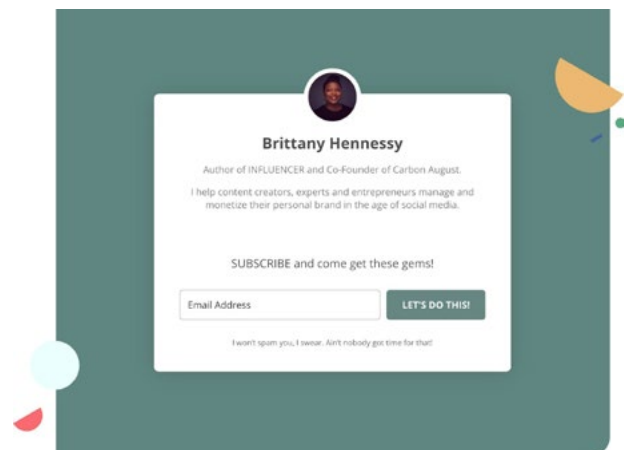 Brittany Hennessy
Author of INFLUENCER and Co-Founder of Carbon August.
I help content creators, experts and entrepreneurs manage and
monetize their personal brand in the age of social media.
SUBSCRIBE and come get these gems!
Email Address
LET'S DO THIS!
I won't spam you, I swear. Ain't nobody got time for that!